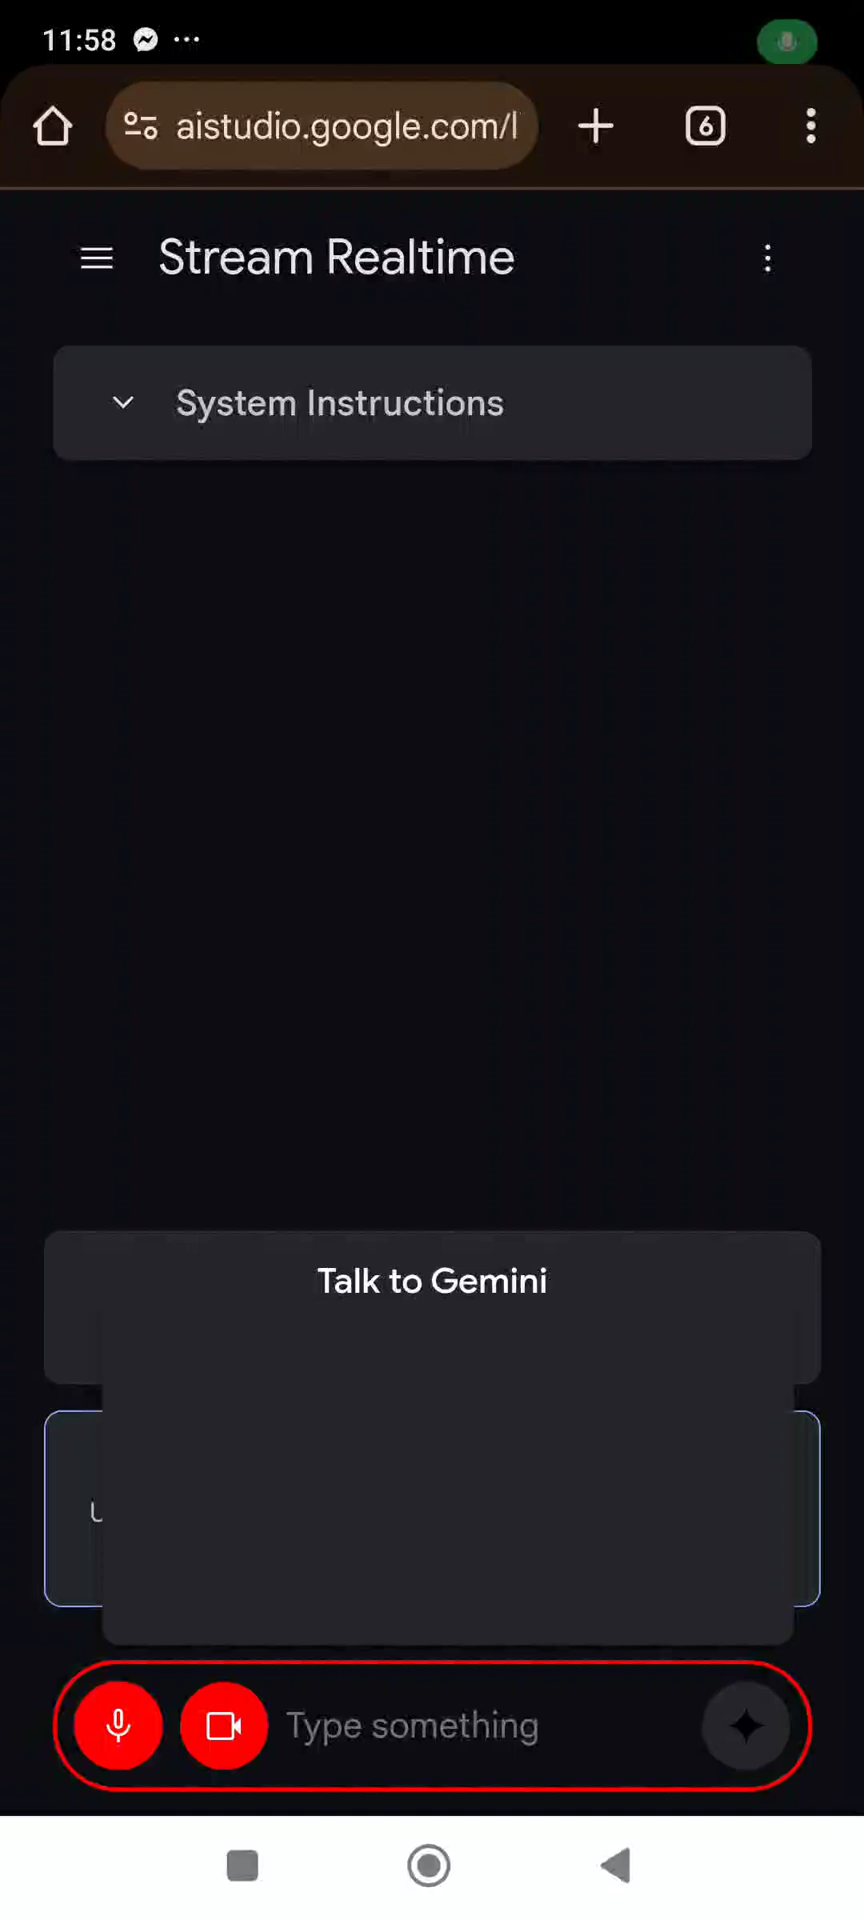 11:58
aistudio.google.com/l
6
Stream Realtime
System Instructions
Talk to Gemini
Type something